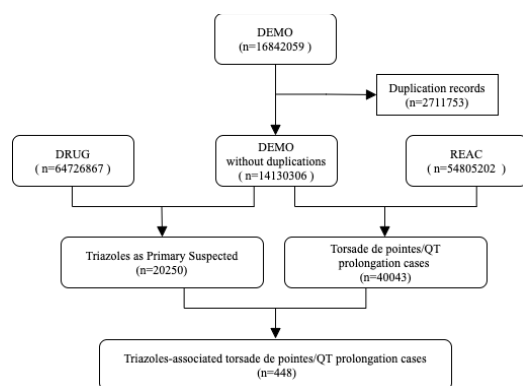 DEMO
(n=16842059 )
Duplication records
(n=2711753)
DRUG
( n=64726867)
DEMO
without duplications
( n=14130306 )
REAC
( n=54805202 )
Triazoles as Primary Suspected
(n=20250)
Torsade de pointes/QT
prolongation cases
(n=40043)
Triazoles-associated torsade de pointes/QT prolongation cases
(n=448)